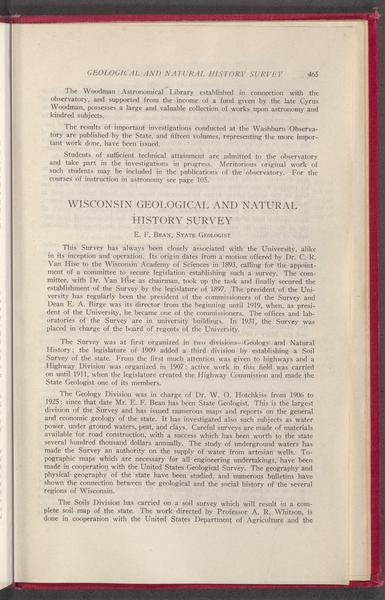 GEOLOGICAL AND NATURAL HISTORY SURVEY 465
The Woodman Astronomical Library established in connection with the
observatory, and supported from the income of a fund given by the late Cyrus
Woodman, possesses a large and valuable collection of works upon astronomy and
kindred subjects.
The results of important investigations conducted at the Washburn Observa-
tory are published by the State, and fifteen volumes, representing the more impor-
tant work done, have been issued.
Students of sufficient technical attainment are admitted to the observatory
and take part in the investigations in progress. Meritorious original work of
such students may be included in the publications of the observatory. For the
courses of instruction in astronomy see page 105.
WISCONSIN GEOLOGICAL AND NATURAL
HISTORY SURVEY
E. F. Bean, State Geologist
This Survey has always been closely associated with the University, alike
in its inception and operation. Its origin dates from a motion offered by Dr. C. R.
Van Hise to the Wisconsin Academy of Sciences in 1893, calling for the appoint-
ment of a committee to secure legislation establishing such a survey. The com-
mittee, with Dr. Van Hise as chairman, took up the task and finally secured the
establishment of the Survey by the legislature of 1897. The president of the Uni-
versity has regularly been the president of the commissioners of the Survey and
Dean E. A. Birge was its director from the beginning until 1919, when, as presi-
dent of the University, he became one of the commissioners. The offices and lab-
oratories of the Survey are in university buildings. In 1931, the Survey was
placed in charge of the board of regents of the University.
The Survey was at first organized in two divisions—Geology and Natural
History; the legislature of 1909 added a third division by establishing a Soil
Survey of the state. From the first much attention was given to highways and a
Highway Division was organized in 1907; active work in this field was carried
on until 1911, when the legislature created the Highway Commission and made the
State Geologist one of its members.
The Geology Division was in charge of Dr. W. O. Hotchkiss from 1906 to
1925; since that date Mr. E. F. Bean has been State Geologist. This is the largest
division of the Survey and has issued numerous maps and reports on the general
and economic geology of the state. It has investigated also such subjects as water
power, under ground waters, peat, and clays. Careful surveys are made of materials
available for road construction, with a success which has been worth to the state
several hundred thousand dollars annually. The study of underground waters has
made the Survey an authority on the supply of water from artesian wells. To-
pographic maps which are necessary for all engineering undertakings, have been
made in cooperation with the United States Geological Survey. The geography and
physical geography of the state have been studied, and numerous bulletins have
shown the connection between the geological and the social history of the several
regions of Wisconsin.
The Soils Division has carried on a soil survey which will result in a com-
plete soil map of the state. The work directed by Professor A. R. Whitson, is
done in cooperation with the United States Department of Agriculture and the